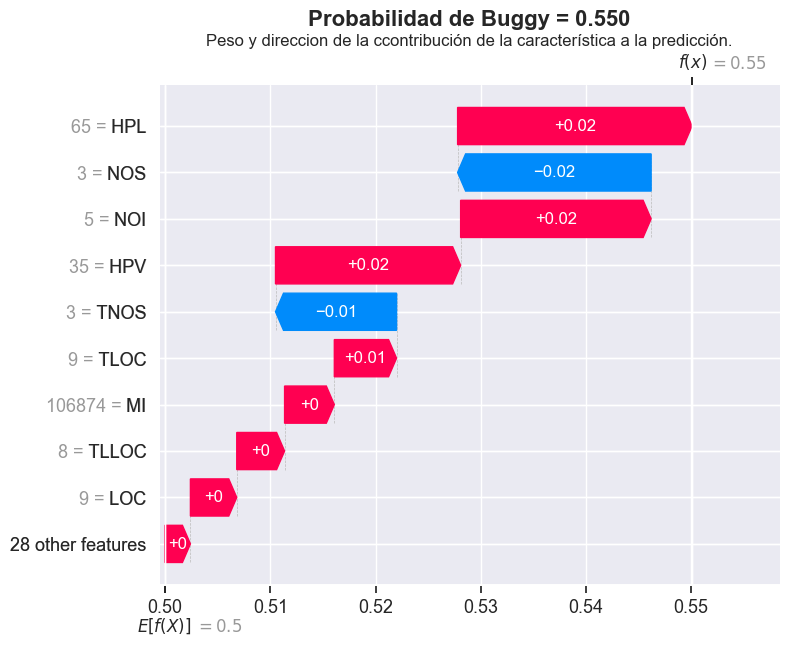 Probabilidad de Buggy = 0.550
Peso y direccion de la ccontribución de la característica a la predicción.
f(x) = 0.55
65 = HPL
+0.02
3 = NOS
−0.02
5 = NOI
+0.02
35 = HPV
+0.02
3 = TNOS
−0.01
9 = TLOC
+0.01
106874 = MI
+0
8 = TLLOC
+0
9 = LOC
+0
28 other features
+0
0.50 0.51 0.52 0.53 0.54 0.55
E[f(X)] = 0.5